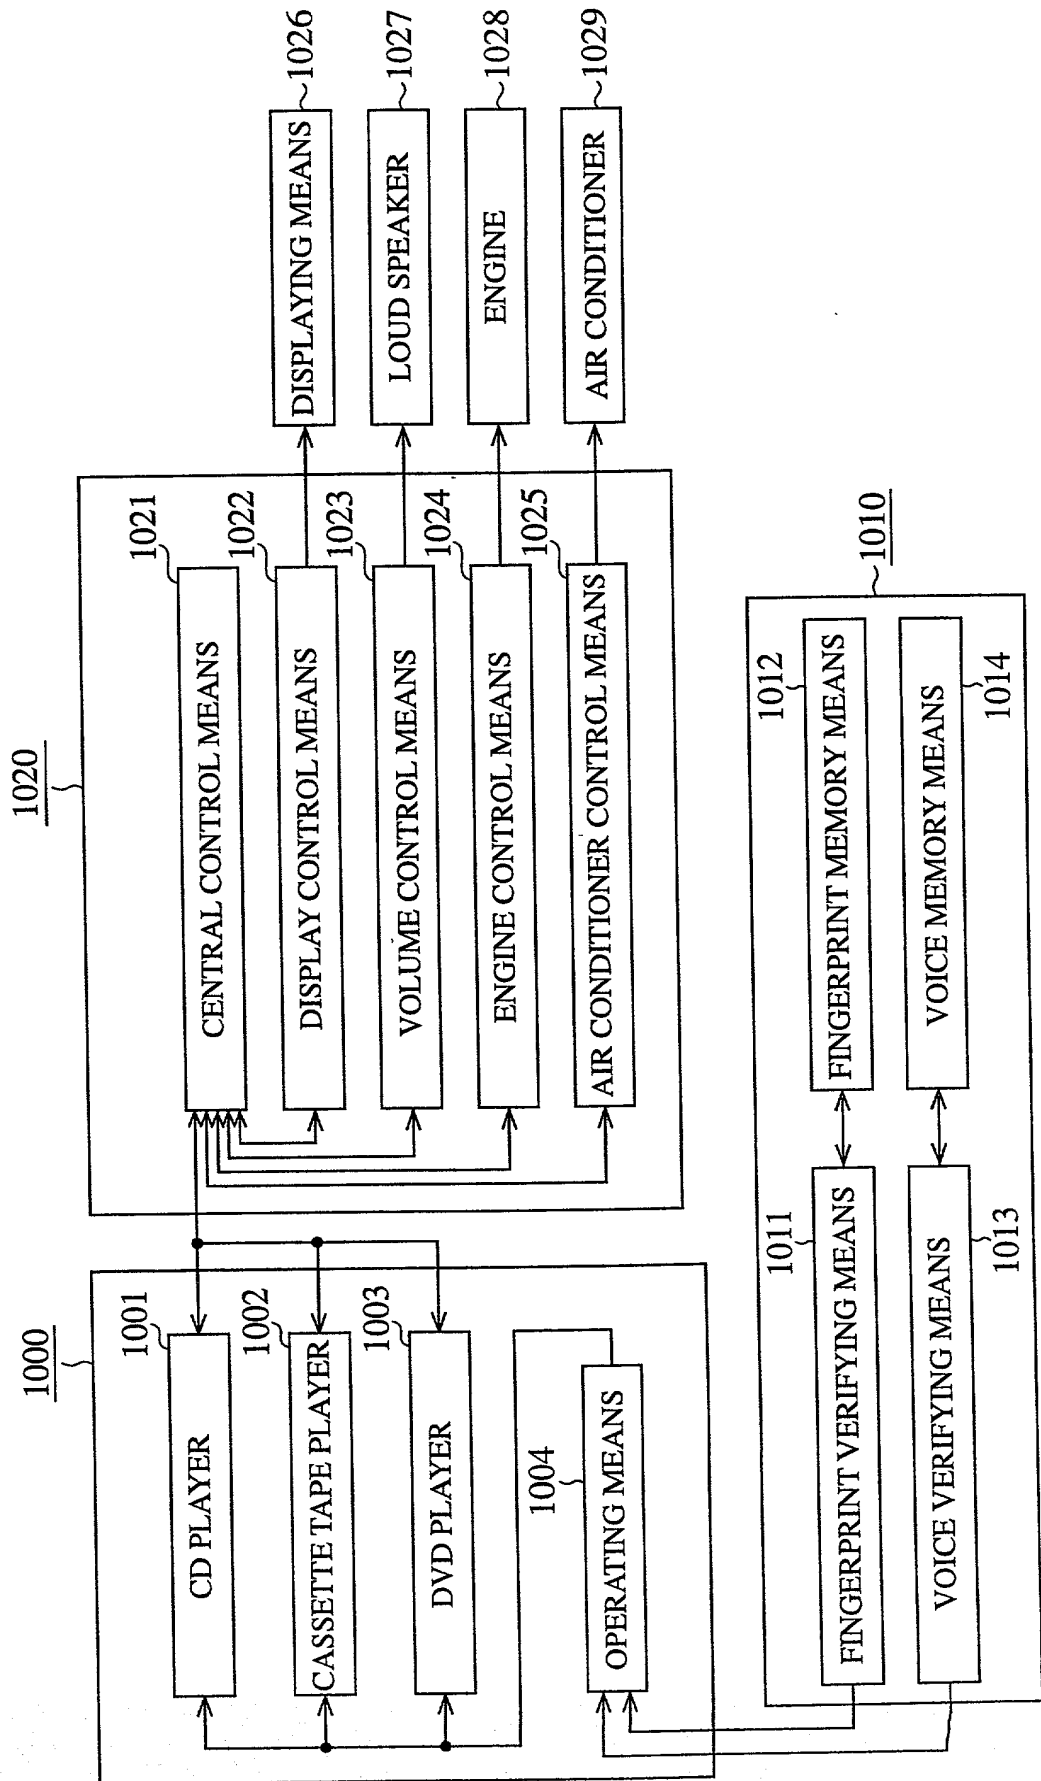 1000
1001
CD PLAYER
1002
CASSETTE TAPE PLAYER
1003
DVD PLAYER
1004
OPERATING MEANS
1020
1021
CENTRAL CONTROL MEANS
1022
DISPLAY CONTROL MEANS
1023
VOLUME CONTROL MEANS
1024
ENGINE CONTROL MEANS
1025
AIR CONDITIONER CONTROL MEANS
DISPLAYING MEANS
1026
LOUD SPEAKER
1027
ENGINE
1028
AIR CONDITIONER
1029
1010
1011
FINGERPRINT VERIFYING MEANS
1012
FINGERPRINT MEMORY MEANS
VOICE VERIFYING MEANS
1013
VOICE MEMORY MEANS
1014